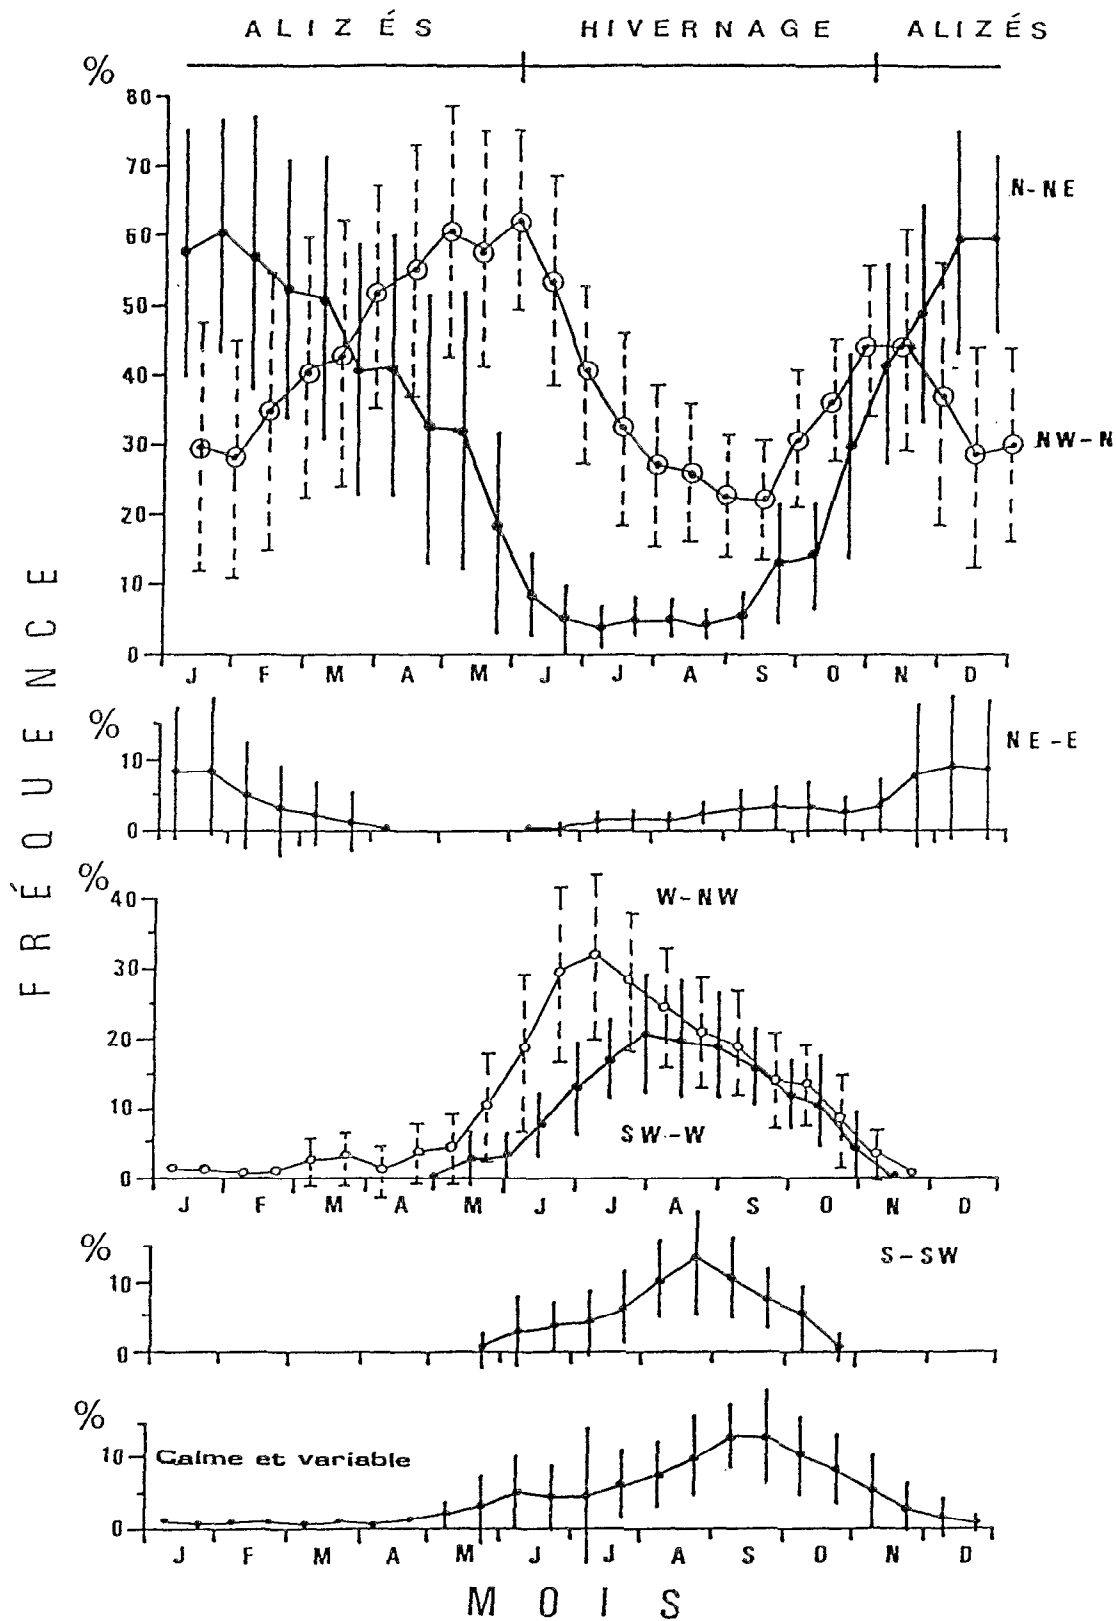 ALIZÉS HIVERNAGE ALIZÉS
%
80
70
N-NE
60
50
40
NW-N
30
20
10
0
J F M A M J J A S O N D
%
NE-E
10
0
%
40
W-NW
30
20
10
SW-W
0
J F M A M J J A S O N D
%
S-SW
10
0
%
10
Calme et variable
0
J F M A M J J A S O N D
MOIS
FRÉQUENCE